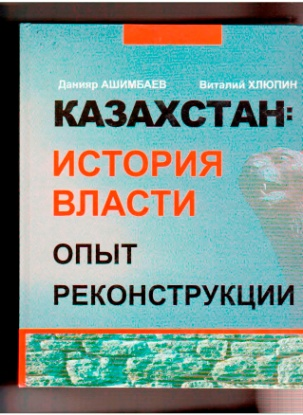 Данияр АШИМБАЕВ Виталий ХЛЮПИН
КАЗАХСТАН:
ИСТОРИЯ
ВЛАСТИ
ОПЫТ
РЕКОНСТРУКЦИИ